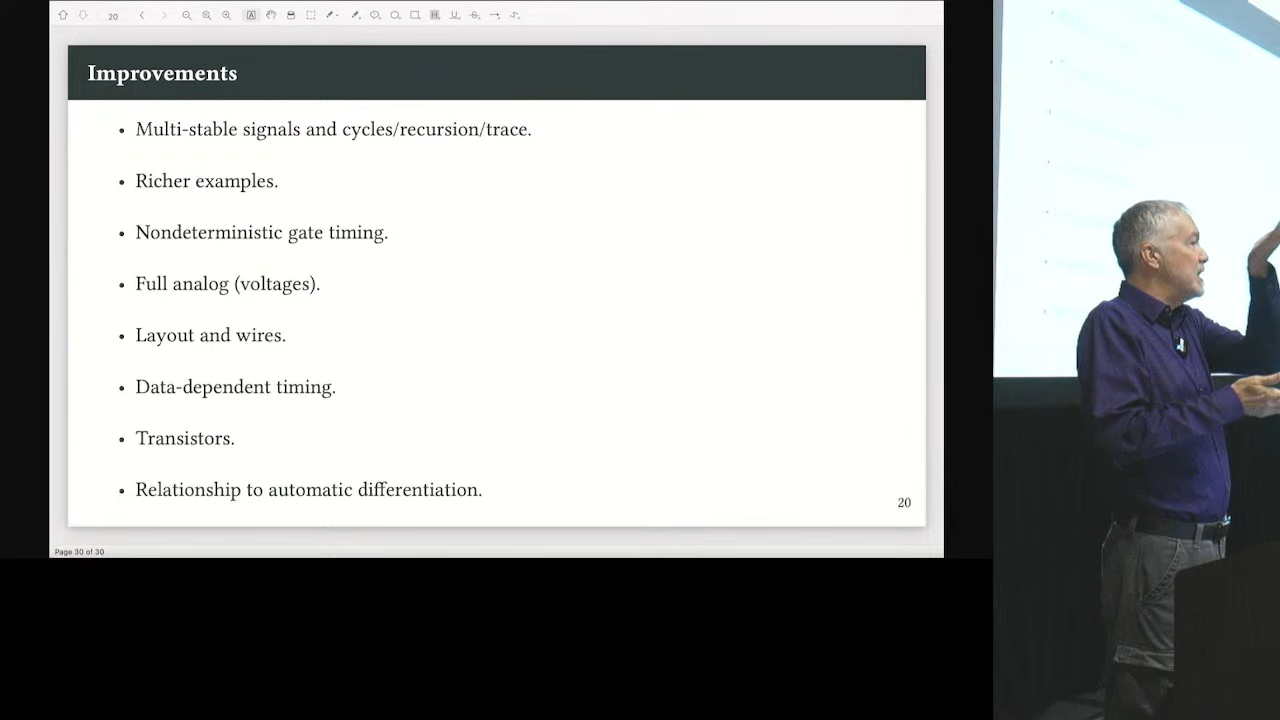 20
Improvements
• Multi-stable signals and cycles/recursion/trace.
• Richer examples.
• Nondeterministic gate timing.
• Full analog (voltages).
• Layout and wires.
• Data-dependent timing.
• Transistors.
• Relationship to automatic differentiation.
20
Page 30 of 30